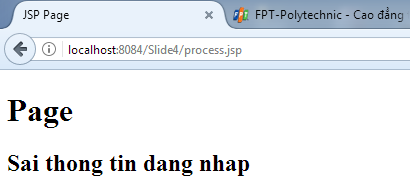 JSP Page
FPT-Polytechnic - Cao đẳng
localhost:8084/Slide4/process.jsp
Page
Sai thong tin dang nhap